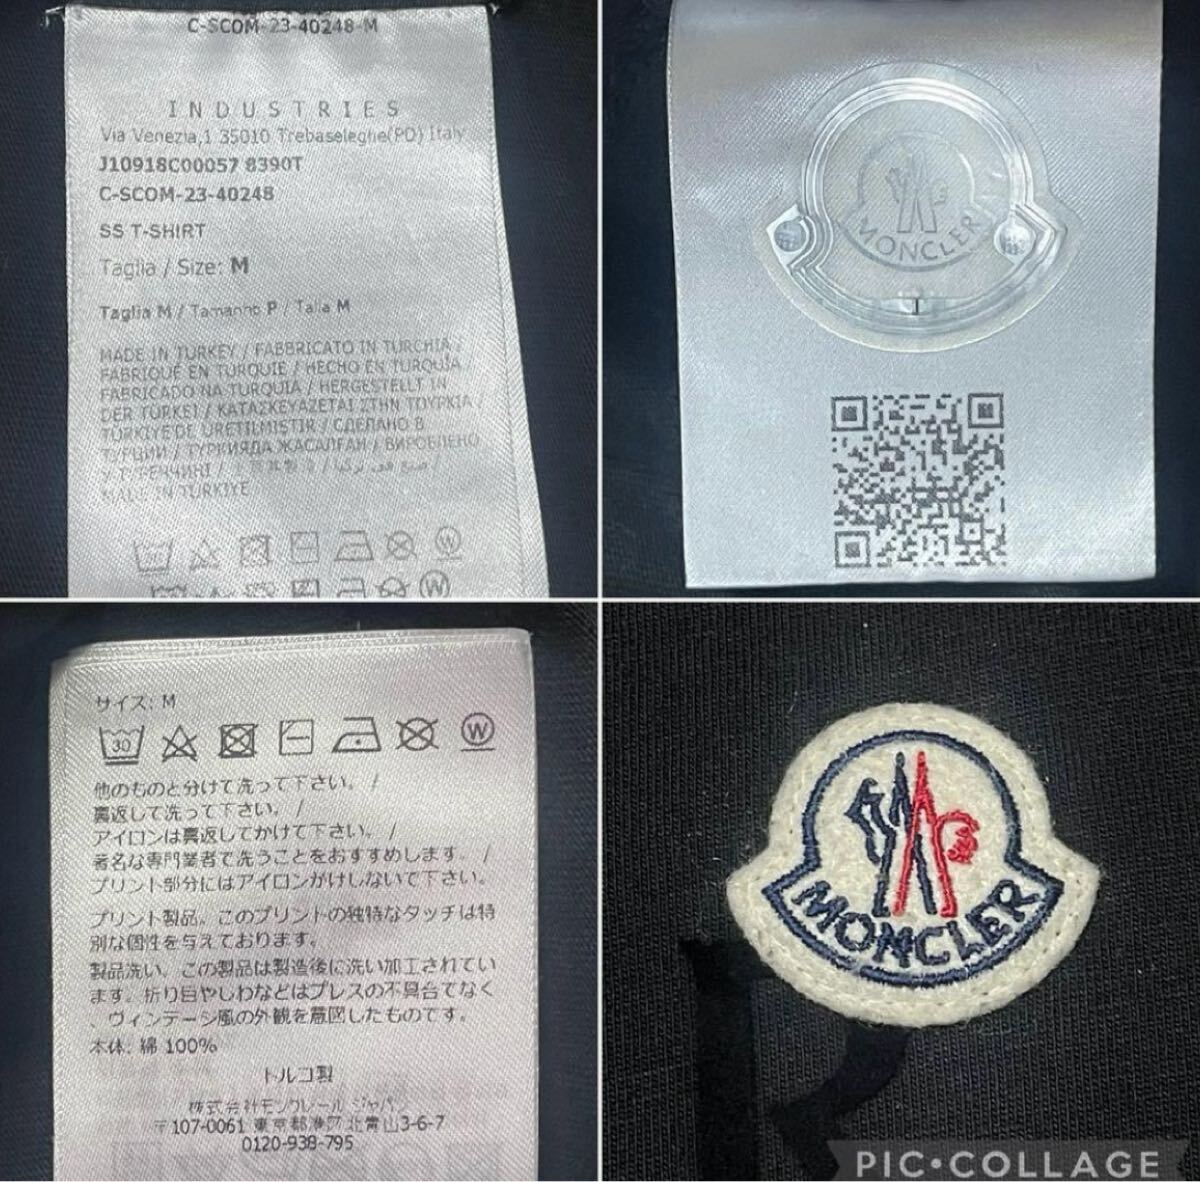 C-SCOM-23-40248-M
INDUSTRIES
Via Venezia,1 35010 Trebaseleghe(PD) Italy
J10918C00057 8390T
C-SCOM-23-40248
SS T-SHIRT
Taglia / Size: M
Taglia M / Tamanho P / Talla M
MADE IN TURKEY / FABBRICATO IN TURCHIA /
FABRIQUÉ EN TURQUIE / HECHO EN TURQUÍA
FABRICADO NA TURQUIA / HERGESTELLT IN
DER TÜRKEI / ΚΑΤΑΣΚΕΥΑΖΕΤΑΙ ΣΤΗΝ ΤΟΥΡΚΙΑ /
TÜRKIYE'DE ÜRETILMISTIR / СДЕЛАНО В
ТУРЦИИ / ТУРКИЯДА ЖАСАЛҒАН / ВИРОБЛЕНО
У ТУРЕЧЧИНІ / صنع في تركيا /
MADE IN TÜRKIYE
W
W
MONCLER
サイズ: M
30
W
他のものと分けて洗って下さい。 /
裏返して洗って下さい。 /
アイロンは裏返してかけて下さい。 /
著名な専門業者で洗うことをおすすめします。 /
プリント部分にはアイロンがけしないで下さい。
プリント製品。このプリントの独特なタッチは特
別な個性を与えております。
製品洗い。この製品は製造後に洗い加工されてい
ます。折り目やしわなどはプレスの不具合でなく
、ヴィンテージ風の外観を意図したものです。
本体: 綿 100%
トルコ製
株式会社モンクレール ジャパン
〒107-0061 東京都港区北青山3-6-7
0120-938-795
MONCLER
PIC•COLLAGE